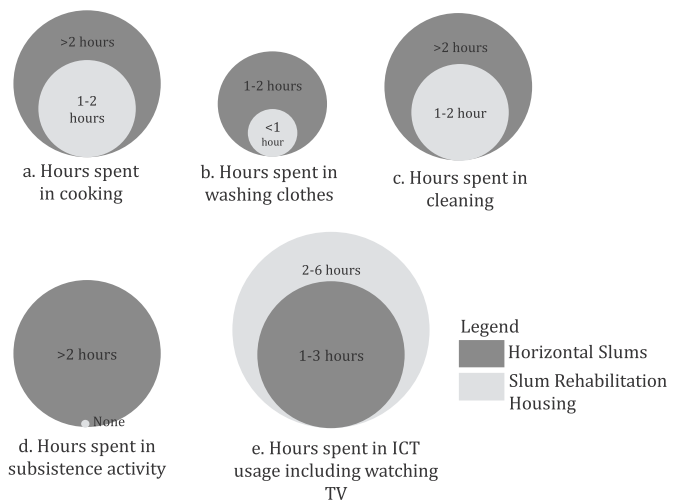 >2 hours
1-2
hours
a. Hours spent
in cooking
1-2 hours
<1
hour
b. Hours spent in
washing clothes
>2 hours
1-2 hour
c. Hours spent in
cleaning
>2 hours
None
d. Hours spent in
subsistence activity
2-6 hours
1-3 hours
e. Hours spent in ICT
usage including watching
TV
Legend
Horizontal Slums
Slum Rehabilitation
Housing